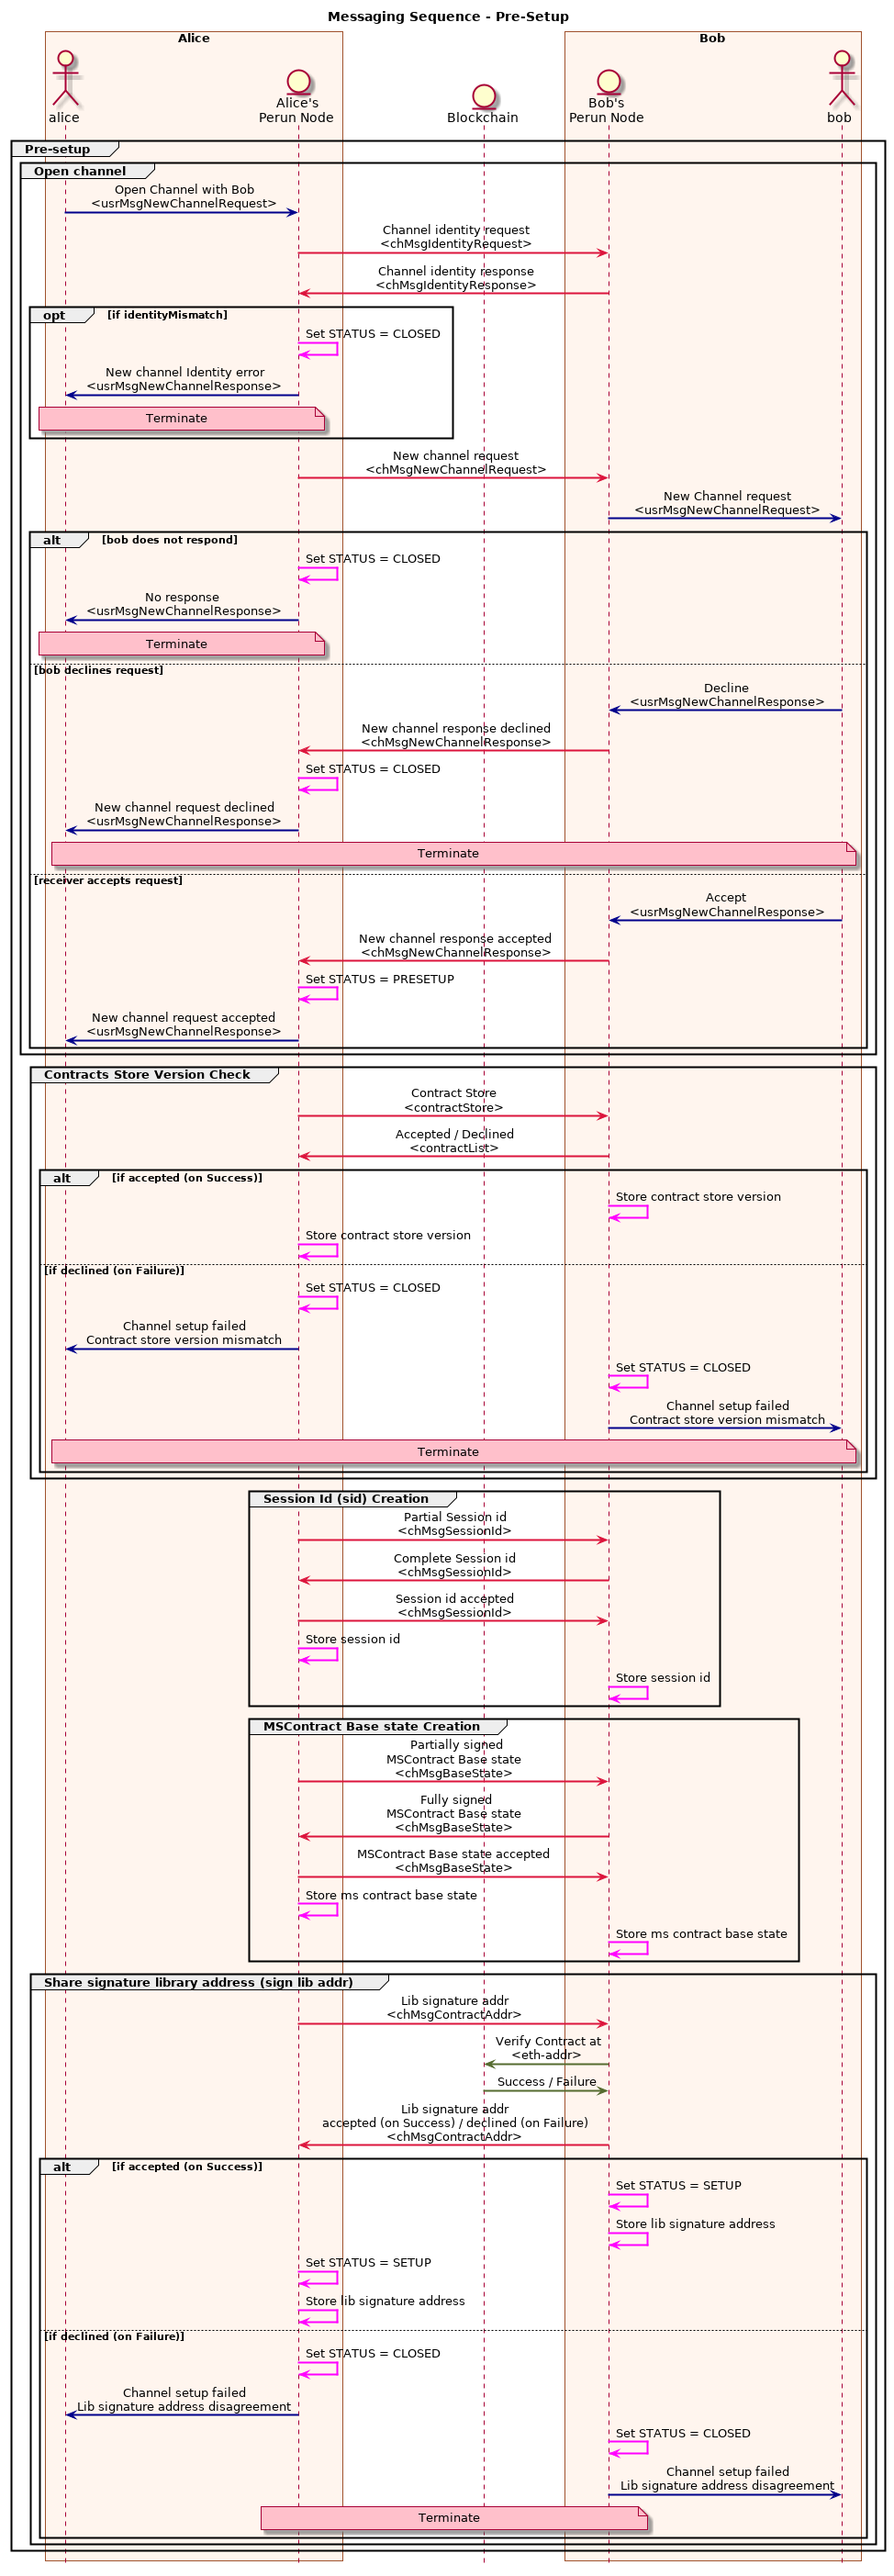 Messaging Sequence - Pre-Setup
Alice
Bob
alice
Alice's
Perun Node
Blockchain
Bob's
Perun Node
bob
Pre-setup
Open channel
Open Channel with Bob
<usrMsgNewChannelRequest>
Channel identity request
<chMsgIdentityRequest>
Channel identity response
<chMsgIdentityResponse>
opt [if identityMismatch]
Set STATUS = CLOSED
New channel Identity error
<usrMsgNewChannelResponse>
Terminate
New channel request
<chMsgNewChannelRequest>
New Channel request
<usrMsgNewChannelRequest>
alt [bob does not respond]
Set STATUS = CLOSED
No response
<usrMsgNewChannelResponse>
Terminate
[bob declines request]
Decline
<usrMsgNewChannelResponse>
New channel response declined
<chMsgNewChannelResponse>
Set STATUS = CLOSED
New channel request declined
<usrMsgNewChannelResponse>
Terminate
[receiver accepts request]
Accept
<usrMsgNewChannelResponse>
New channel response accepted
<chMsgNewChannelResponse>
Set STATUS = PRESETUP
New channel request accepted
<usrMsgNewChannelResponse>
Contracts Store Version Check
Contract Store
<contractStore>
Accepted / Declined
<contractList>
alt [if accepted (on Success)]
Store contract store version
Store contract store version
[if declined (on Failure)]
Set STATUS = CLOSED
Channel setup failed
Contract store version mismatch
Set STATUS = CLOSED
Channel setup failed
Contract store version mismatch
Terminate
Session Id (sid) Creation
Partial Session id
<chMsgSessionId>
Complete Session id
<chMsgSessionId>
Session id accepted
<chMsgSessionId>
Store session id
Store session id
MSContract Base state Creation
Partially signed
MSContract Base state
<chMsgBaseState>
Fully signed
MSContract Base state
<chMsgBaseState>
MSContract Base state accepted
<chMsgBaseState>
Store ms contract base state
Store ms contract base state
Share signature library address (sign lib addr)
Lib signature addr
<chMsgContractAddr>
Verify Contract at
<eth-addr>
Success / Failure
Lib signature addr
accepted (on Success) / declined (on Failure)
<chMsgContractAddr>
alt [if accepted (on Success)]
Set STATUS = SETUP
Store lib signature address
Set STATUS = SETUP
Store lib signature address
[if declined (on Failure)]
Set STATUS = CLOSED
Channel setup failed
Lib signature address disagreement
Set STATUS = CLOSED
Channel setup failed
Lib signature address disagreement
Terminate